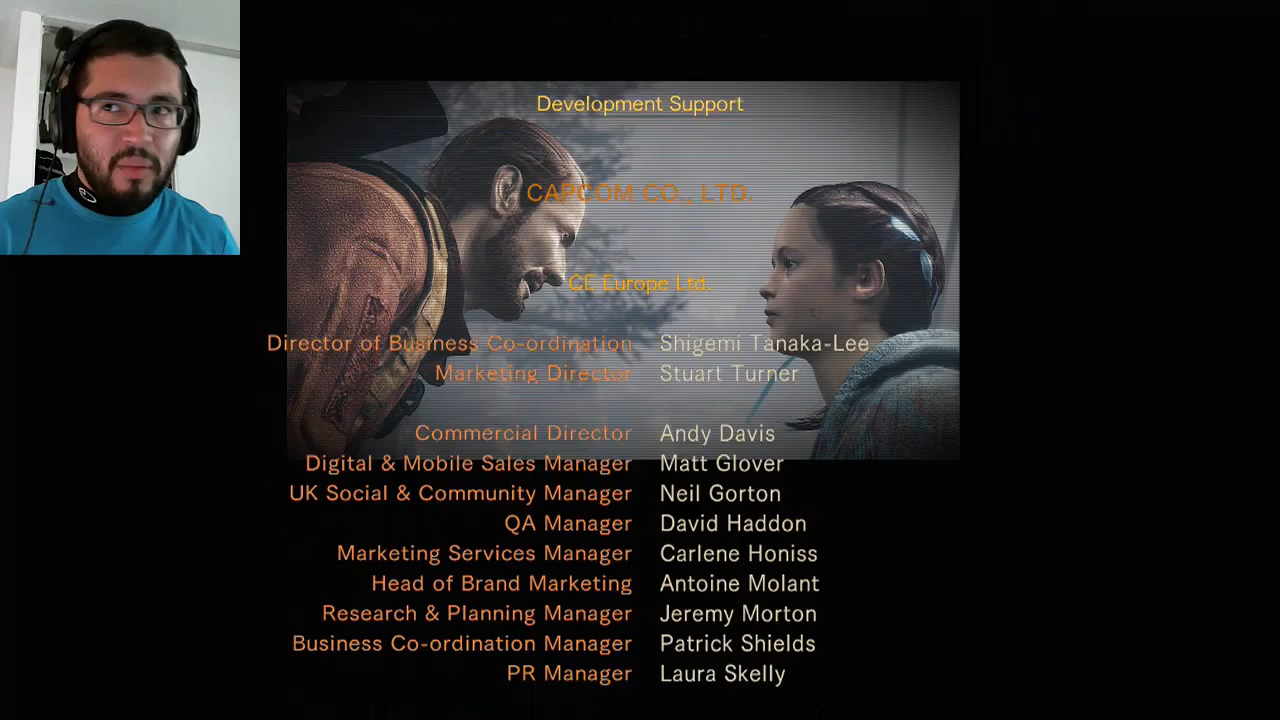 Development Support
CAPCOM CO., LTD.
CE Europe Ltd.
Director of Business Co-ordination Shigemi Tanaka-Lee
Marketing Director Stuart Turner
Commercial Director Andy Davis
Digital & Mobile Sales Manager Matt Glover
UK Social & Community Manager Neil Gorton
QA Manager David Haddon
Marketing Services Manager Carlene Honiss
Head of Brand Marketing Antoine Molant
Research & Planning Manager Jeremy Morton
Business Co-ordination Manager Patrick Shields
PR Manager Laura Skelly